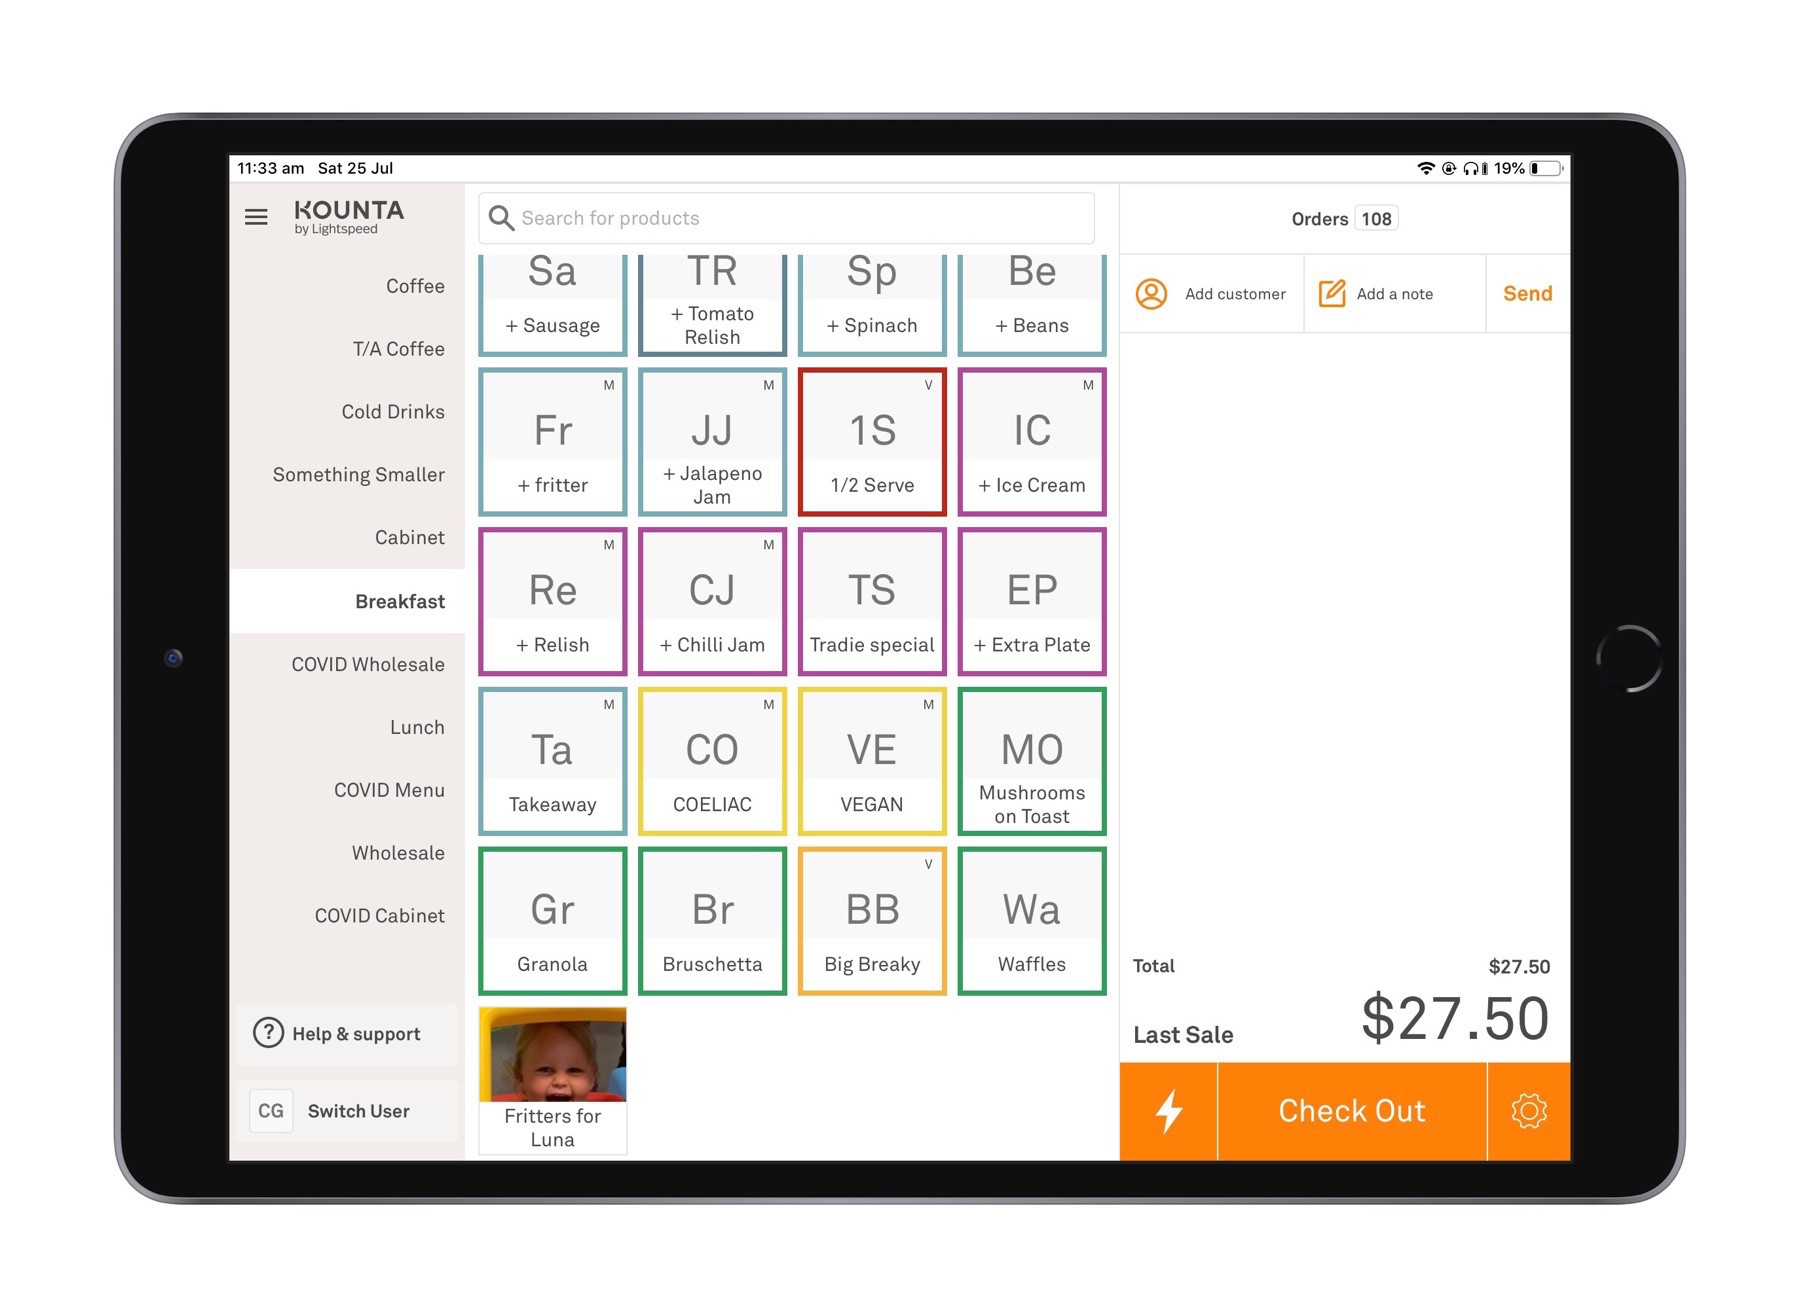 11:33 am Sat 25 Jul
19%
KOUNTA
by Lightspeed
Coffee
T/A Coffee
Cold Drinks
Something Smaller
Cabinet
Breakfast
COVID Wholesale
Lunch
COVID Menu
Wholesale
COVID Cabinet
? Help & support
CG Switch User
Search for products
Sa
+ Sausage
TR
+ Tomato
Relish
Sp
+ Spinach
Be
+ Beans
M
Fr
+ fritter
M
JJ
+ Jalapeno
Jam
V
1S
1/2 Serve
M
IC
+ Ice Cream
M
Re
+ Relish
M
CJ
+ Chilli Jam
TS
Tradie special
EP
+ Extra Plate
M
Ta
Takeaway
M
CO
COELIAC
M
VE
VEGAN
MO
Mushrooms
on Toast
Gr
Granola
Br
Bruschetta
V
BB
Big Breaky
Wa
Waffles
Fritters for
Luna
Orders 108
Add customer
Add a note
Send
Total $27.50
Last Sale $27.50
Check Out